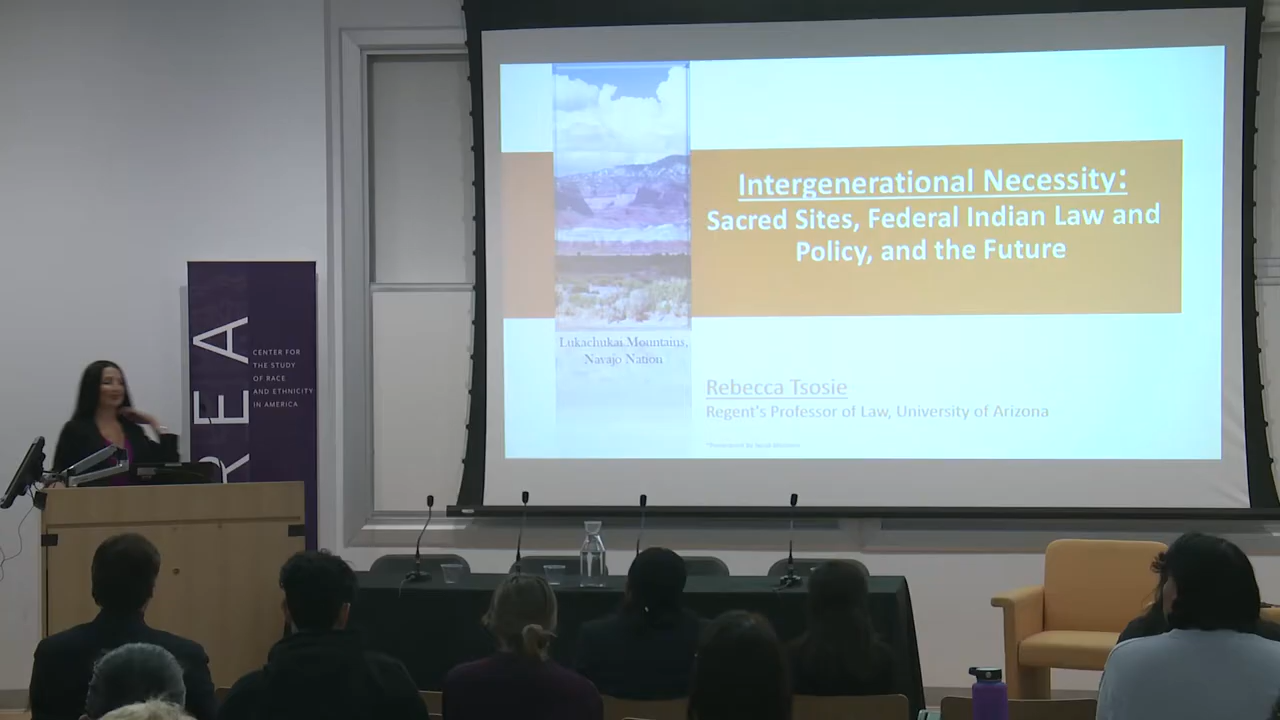 Intergenerational Necessity:
Sacred Sites, Federal Indian Law and
Policy, and the Future
Lukachukai Mountains,
Navajo Nation
Rebecca Tsosie
Regent's Professor of Law, University of Arizona
REA
CENTER FOR
THE STUDY
OF RACE
AND ETHNICITY
IN AMERICA